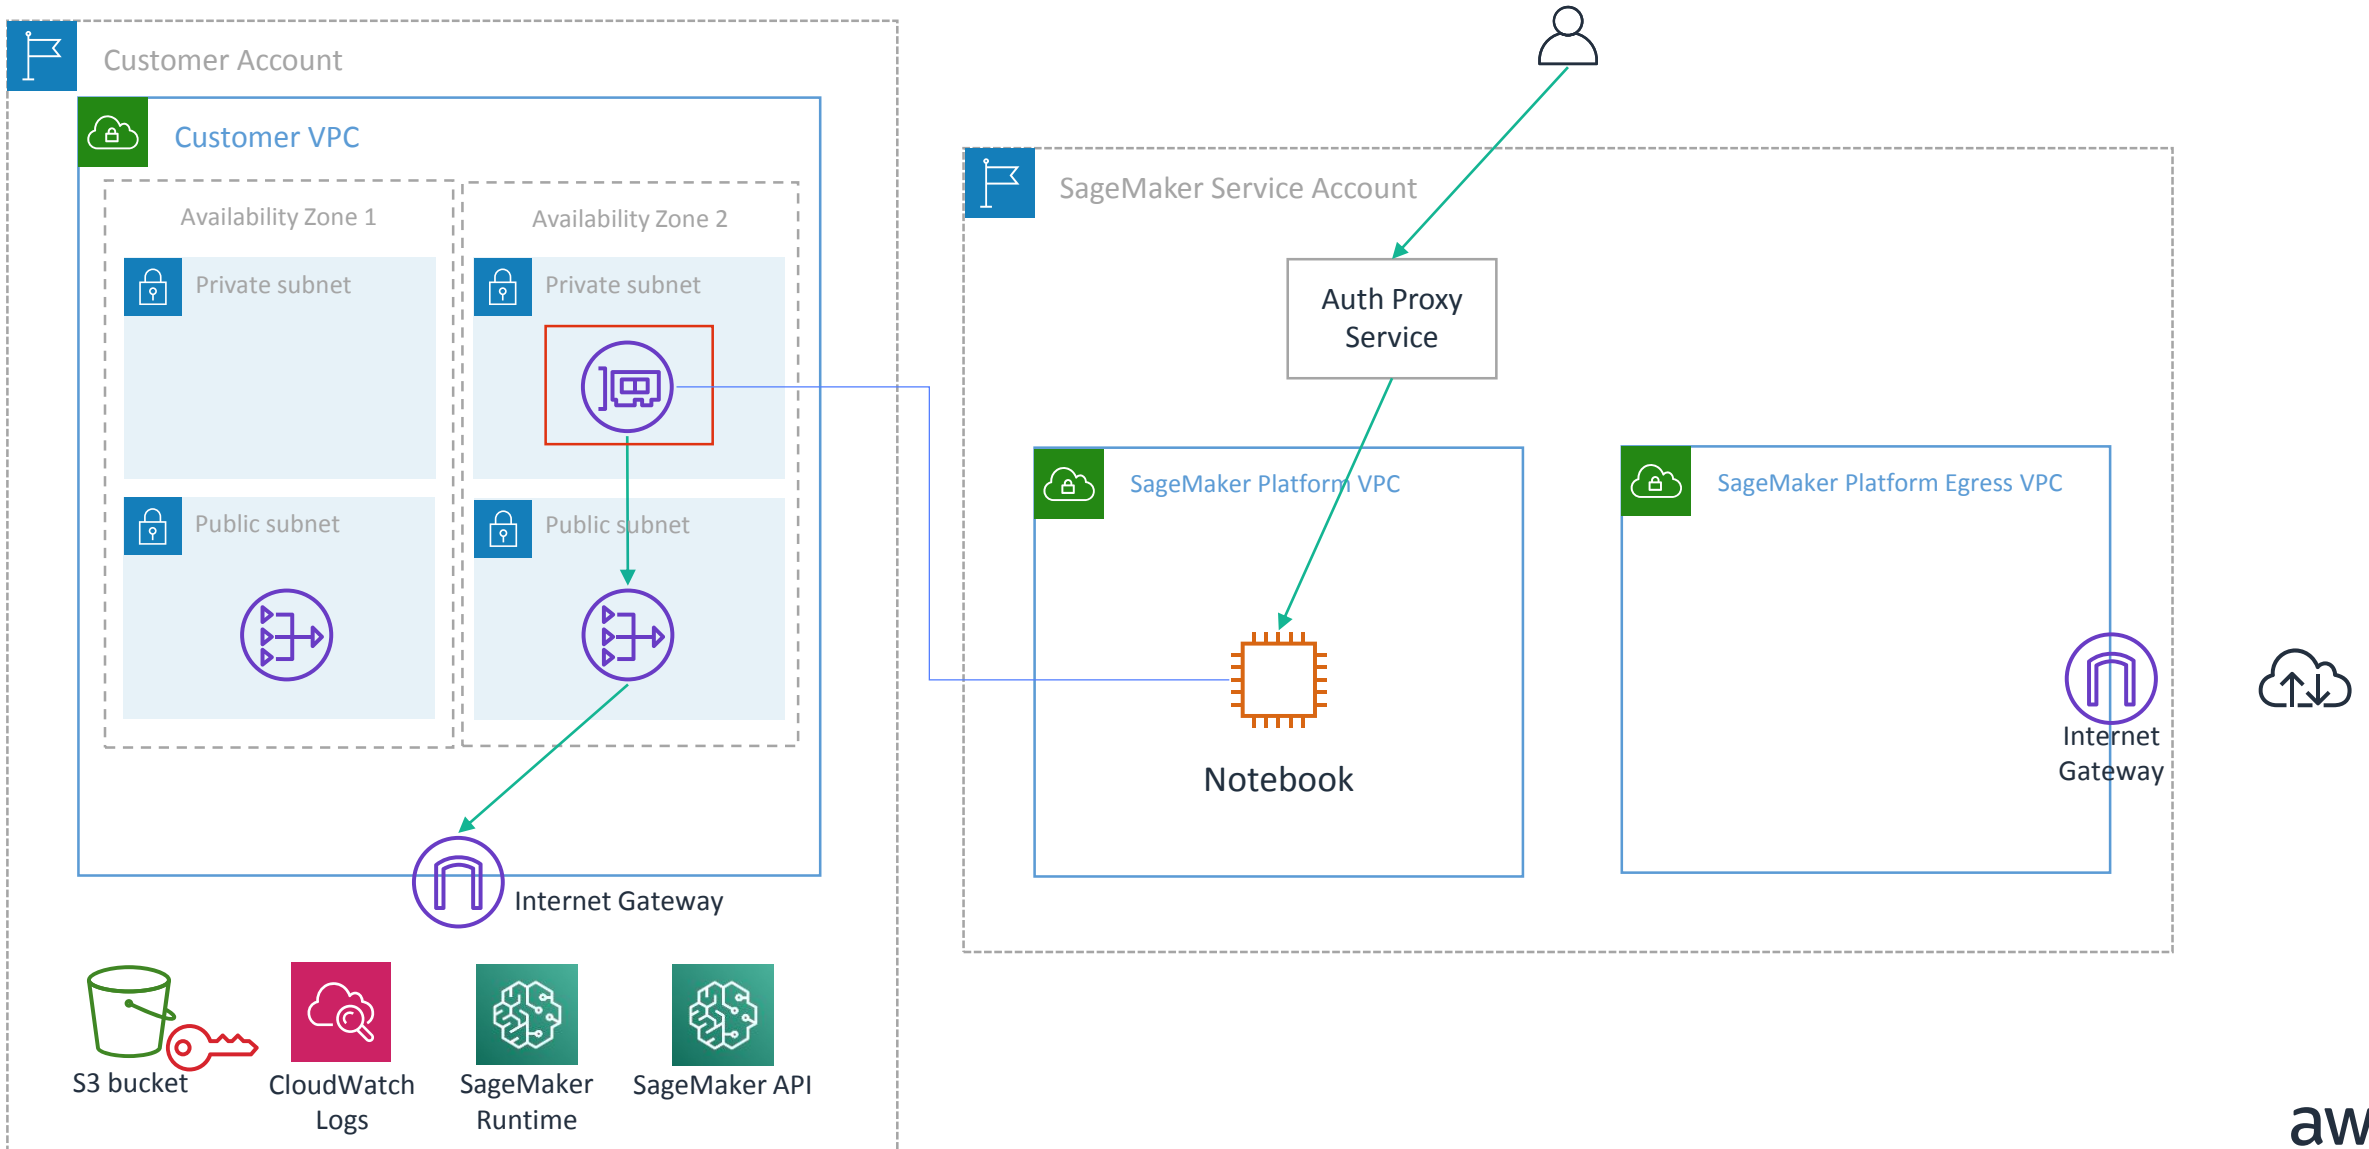 Customer Account
Customer VPC
Availability Zone 1
Availability Zone 2
Private subnet
Private subnet
Public subnet
Public subnet
Internet Gateway
S3 bucket
CloudWatch
Logs
SageMaker
Runtime
SageMaker API
SageMaker Service Account
Auth Proxy
Service
SageMaker Platform VPC
Notebook
SageMaker Platform Egress VPC
Internet
Gateway
aw